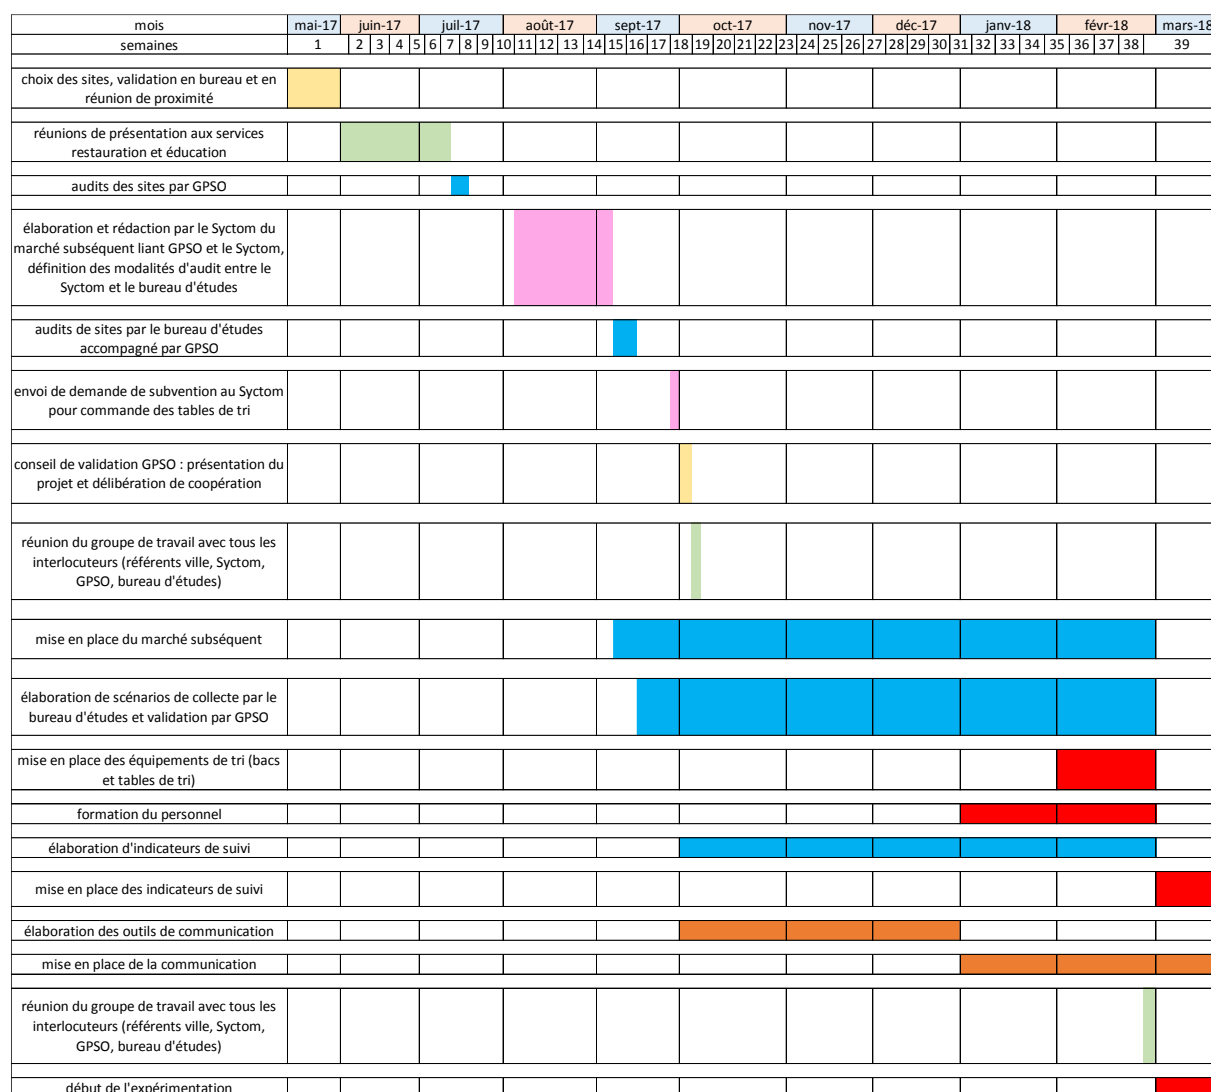 mois mai-17 juin-17 juil-17 août-17 sept-17 oct-17 nov-17 déc-17 janv-18 févr-18 mars-18
semaines 1 2 3 4 5 6 7 8 9 10 11 12 13 14 15 16 17 18 19 20 21 22 23 24 25 26 27 28 29 30 31 32 33 34 35 36 37 38 39
choix des sites, validation en bureau et en
réunion de proximité
réunions de présentation aux services
restauration et éducation
audits des sites par GPSO
élaboration et rédaction par le Syctom du
marché subséquent liant GPSO et le Syctom,
définition des modalités d'audit entre le
Syctom et le bureau d'études
audits de sites par le bureau d'études
accompagné par GPSO
envoi de demande de subvention au Syctom
pour commande des tables de tri
conseil de validation GPSO : présentation du
projet et délibération de coopération
réunion du groupe de travail avec tous les
interlocuteurs (référents ville, Syctom,
GPSO, bureau d'études)
mise en place du marché subséquent
élaboration de scénarios de collecte par le
bureau d'études et validation par GPSO
mise en place des équipements de tri (bacs
et tables de tri)
formation du personnel
élaboration d'indicateurs de suivi
mise en place des indicateurs de suivi
élaboration des outils de communication
mise en place de la communication
réunion du groupe de travail avec tous les
interlocuteurs (référents ville, Syctom,
GPSO, bureau d'études)
début de l'expérimentation